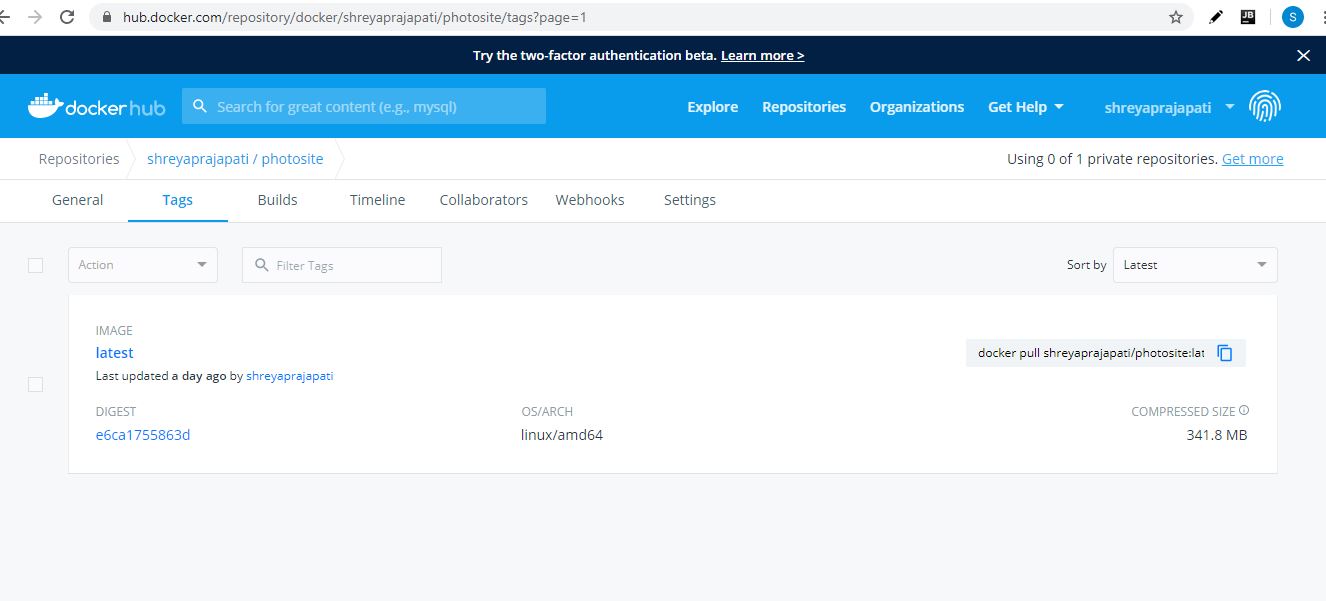 hub.docker.com/repository/docker/shreyaprajapati/photosite/tags?page=1
JB
S
Try the two-factor authentication beta. Learn more >
docker hub
Search for great content (e.g., mysql)
Explore
Repositories
Organizations
Get Help
shreyaprajapati
Repositories
shreyaprajapati / photosite
Using 0 of 1 private repositories. Get more
General
Tags
Builds
Timeline
Collaborators
Webhooks
Settings
Action
Filter Tags
Sort by
Latest
IMAGE
latest
docker pull shreyaprajapati/photosite:lat
Last updated a day ago by shreyaprajapati
DIGEST
OS/ARCH
COMPRESSED SIZE
e6ca1755863d
linux/amd64
341.8 MB